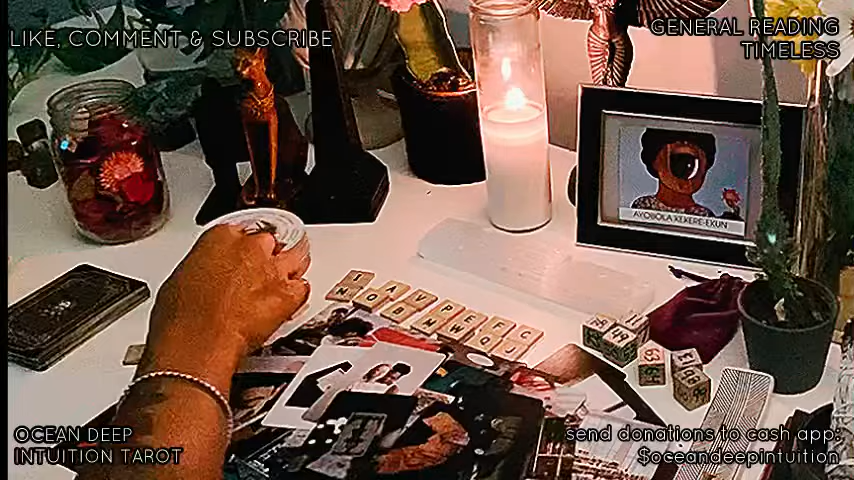 LIKE, COMMENT & SUBSCRIBE
GENERAL READING
TIMELESS
AYOBOLA KEKERE-EKUN
I A V P E F C
N O B M W Q J
OCEAN DEEP
INTUITION TAROT
send donations to cash app:
$oceandeepintuition